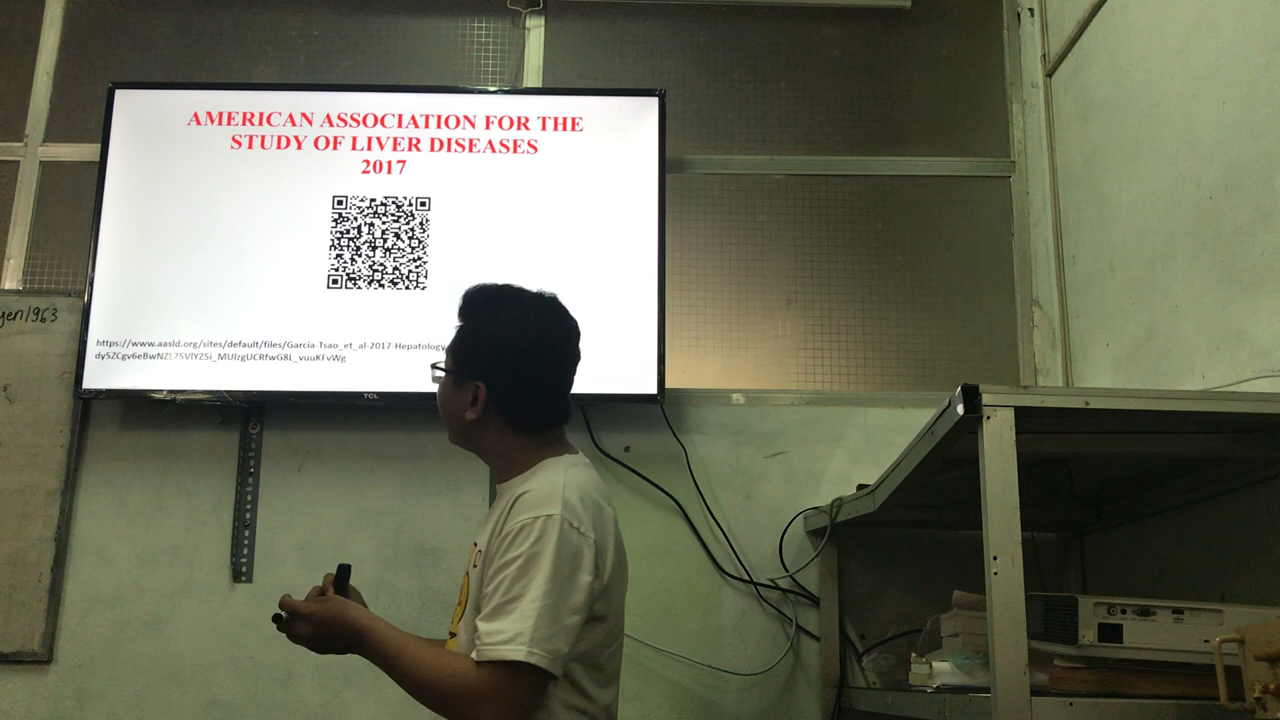 AMERICAN ASSOCIATION FOR THE
STUDY OF LIVER DISEASES
2017
https://www.aasld.org/sites/default/files/Garcia-Tsao_et_al-2017-Hepatology
TCL